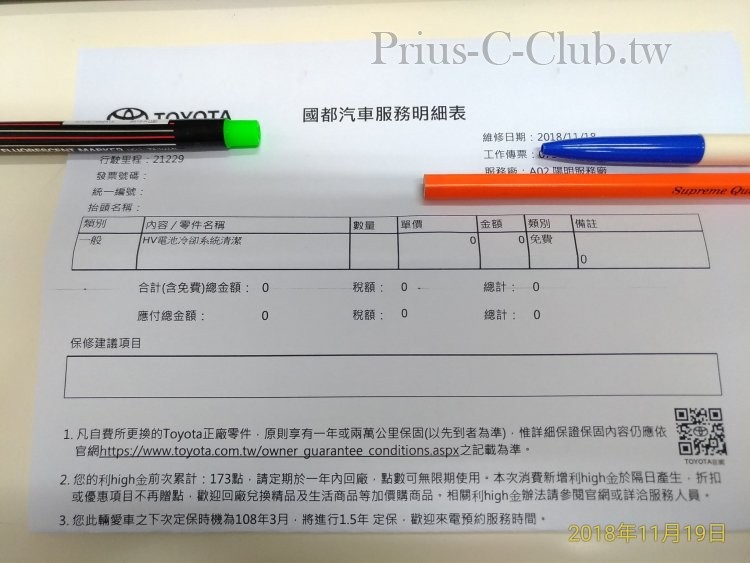 Prius-C-Club.tw
TOYOTA
國都汽車服務明細表
維修日期：2018/11/18
FLUORESCENT MARKER
工作傳票：
行駛里程：21229
服務廠：A02 陽明服務廠
發票號碼：
Supreme Qu
統一編號：
抬頭名稱：
類別 內容/零件名稱 數量 單價 金額 類別 備註
一般 HV電池冷卻系統清潔 0 0 免費
0
合計(含免費)總金額： 0 稅額： 0 總計： 0
應付總金額： 0 稅額： 0 總計： 0
保修建議項目
1. 凡自費所更換的Toyota正廠零件，原則享有一年或兩萬公里保固(以先到者為準)，惟詳細保證保固內容仍應依
官網https://www.toyota.com.tw/owner_guarantee_conditions.aspx之記載為準。
TOYOTA官網
2. 您的利high金前次累計：173點，請定期於一年內回廠，點數可無限期使用。本次消費新增利high金於隔日產生，折扣
或優惠項目不再贈點，歡迎回廠兌換精品及生活商品等加價購商品。相關利high金辦法請參閱官網或詳洽服務人員。
3. 您此輛愛車之下次定保時機為108年3月，將進行1.5年 定保，歡迎來電預約服務時間。
2018年11月19日